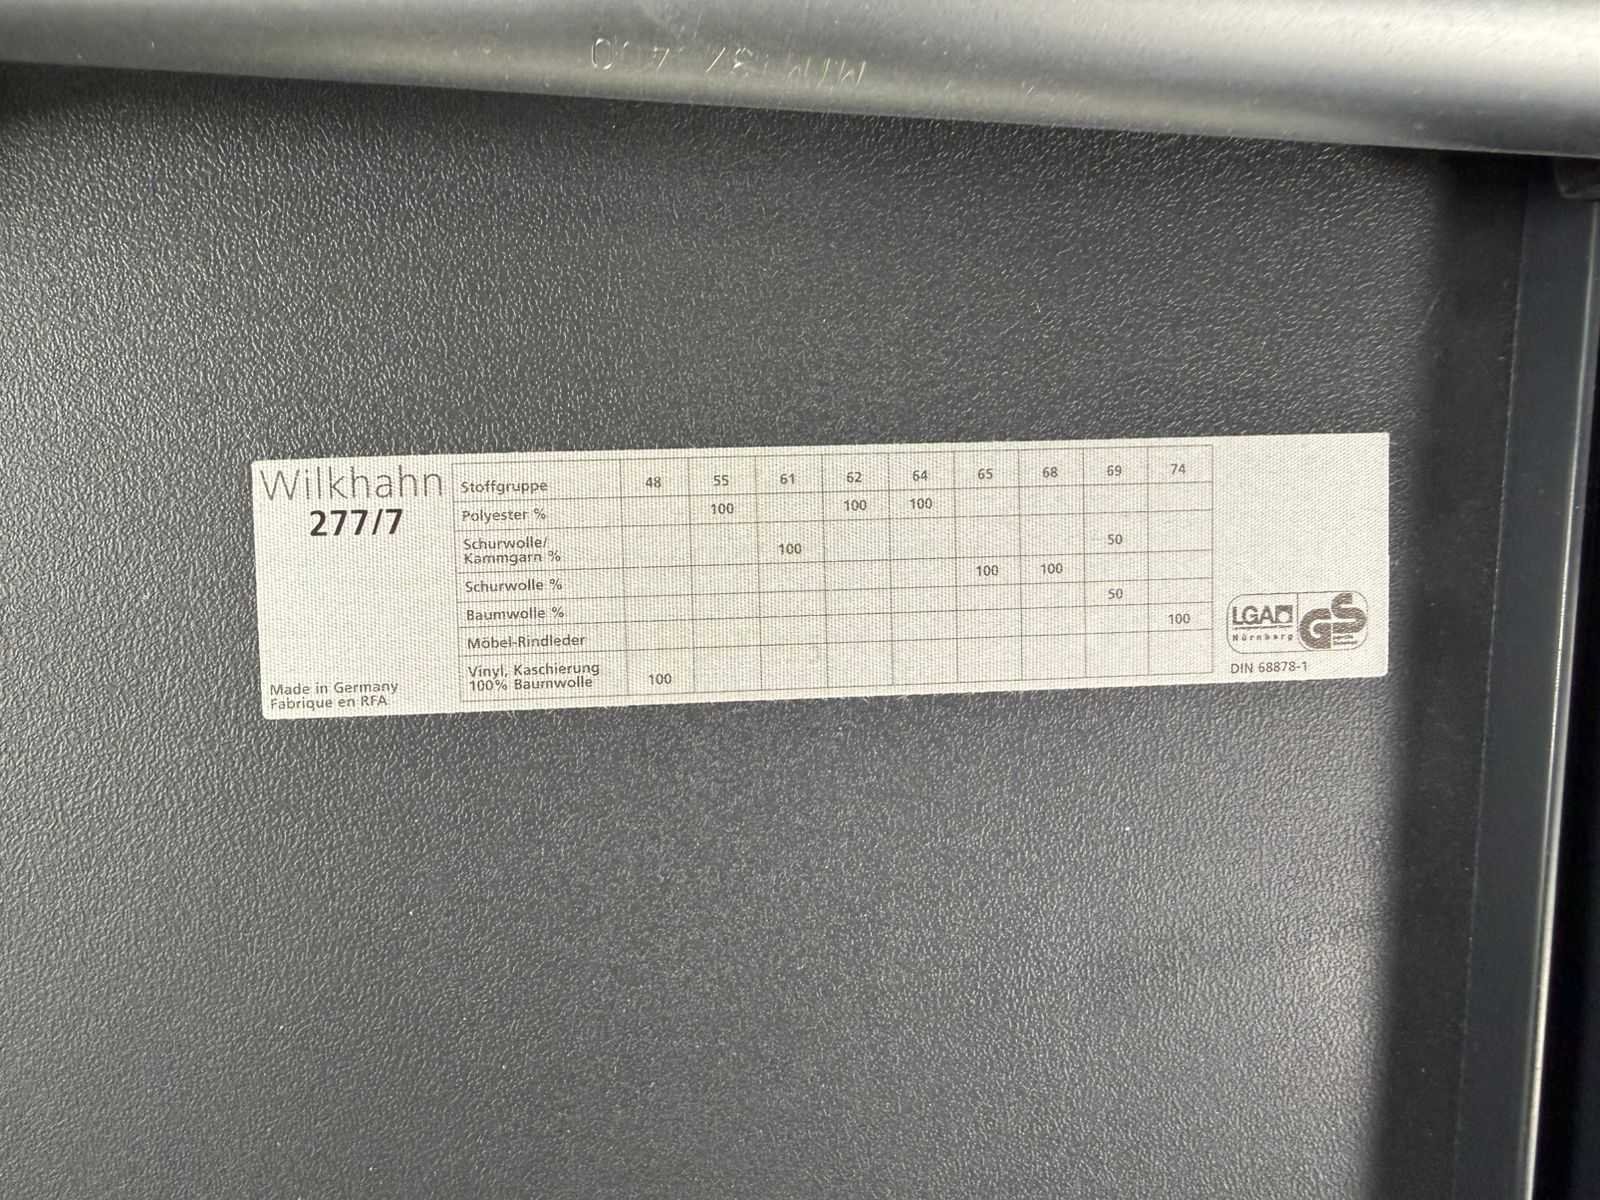 Wilkhahn
277/7
Made in Germany
Fabrique en RFA
Stoffgruppe 48 55 61 62 64 65 68 69 74
Polyester % 100 100 100
Schurwolle/
Kammgarn % 100 50
Schurwolle % 100 100
Baumwolle % 50
Möbel-Rindleder 100
Vinyl, Kaschierung
100% Baumwolle 100
LGA
Nürnberg
GS
DIN 68878-1